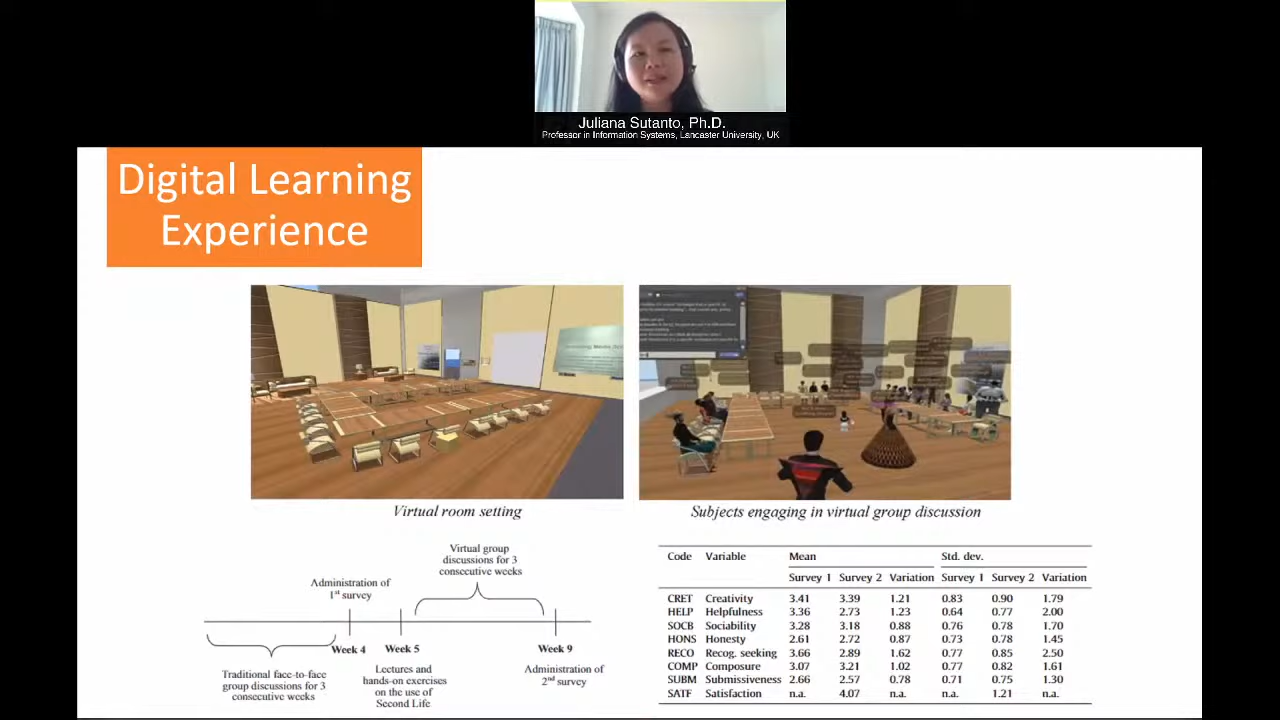 Juliana Sutanto, Ph.D.
Professor in Information Systems, Lancaster University, UK
Digital Learning
Experience
Virtual room setting
Subjects engaging in virtual group discussion
Virtual group
discussions for 3
consecutive weeks
Administration of
1st survey
Week 4
Week 5
Week 9
Traditional face-to-face
group discussions for 3
consecutive weeks
Lectures and
hands-on exercises
on the use of
Second Life
Administration of
2nd survey
Code Variable Mean Std. dev.
Survey 1 Survey 2 Variation Survey 1 Survey 2 Variation
CRET Creativity 3.41 3.39 1.21 0.83 0.90 1.79
HELP Helpfulness 3.36 2.73 1.23 0.64 0.77 2.00
SOCB Sociability 3.28 3.18 0.88 0.76 0.78 1.70
HONS Honesty 2.61 2.72 0.87 0.73 0.78 1.45
RECO Recog. seeking 3.66 2.89 1.62 0.77 0.85 2.50
COMP Composure 3.07 3.21 1.02 0.77 0.82 1.61
SUBM Submissiveness 2.66 2.57 0.78 0.71 0.75 1.30
SATF Satisfaction n.a. 4.07 n.a. n.a. 1.21 n.a.